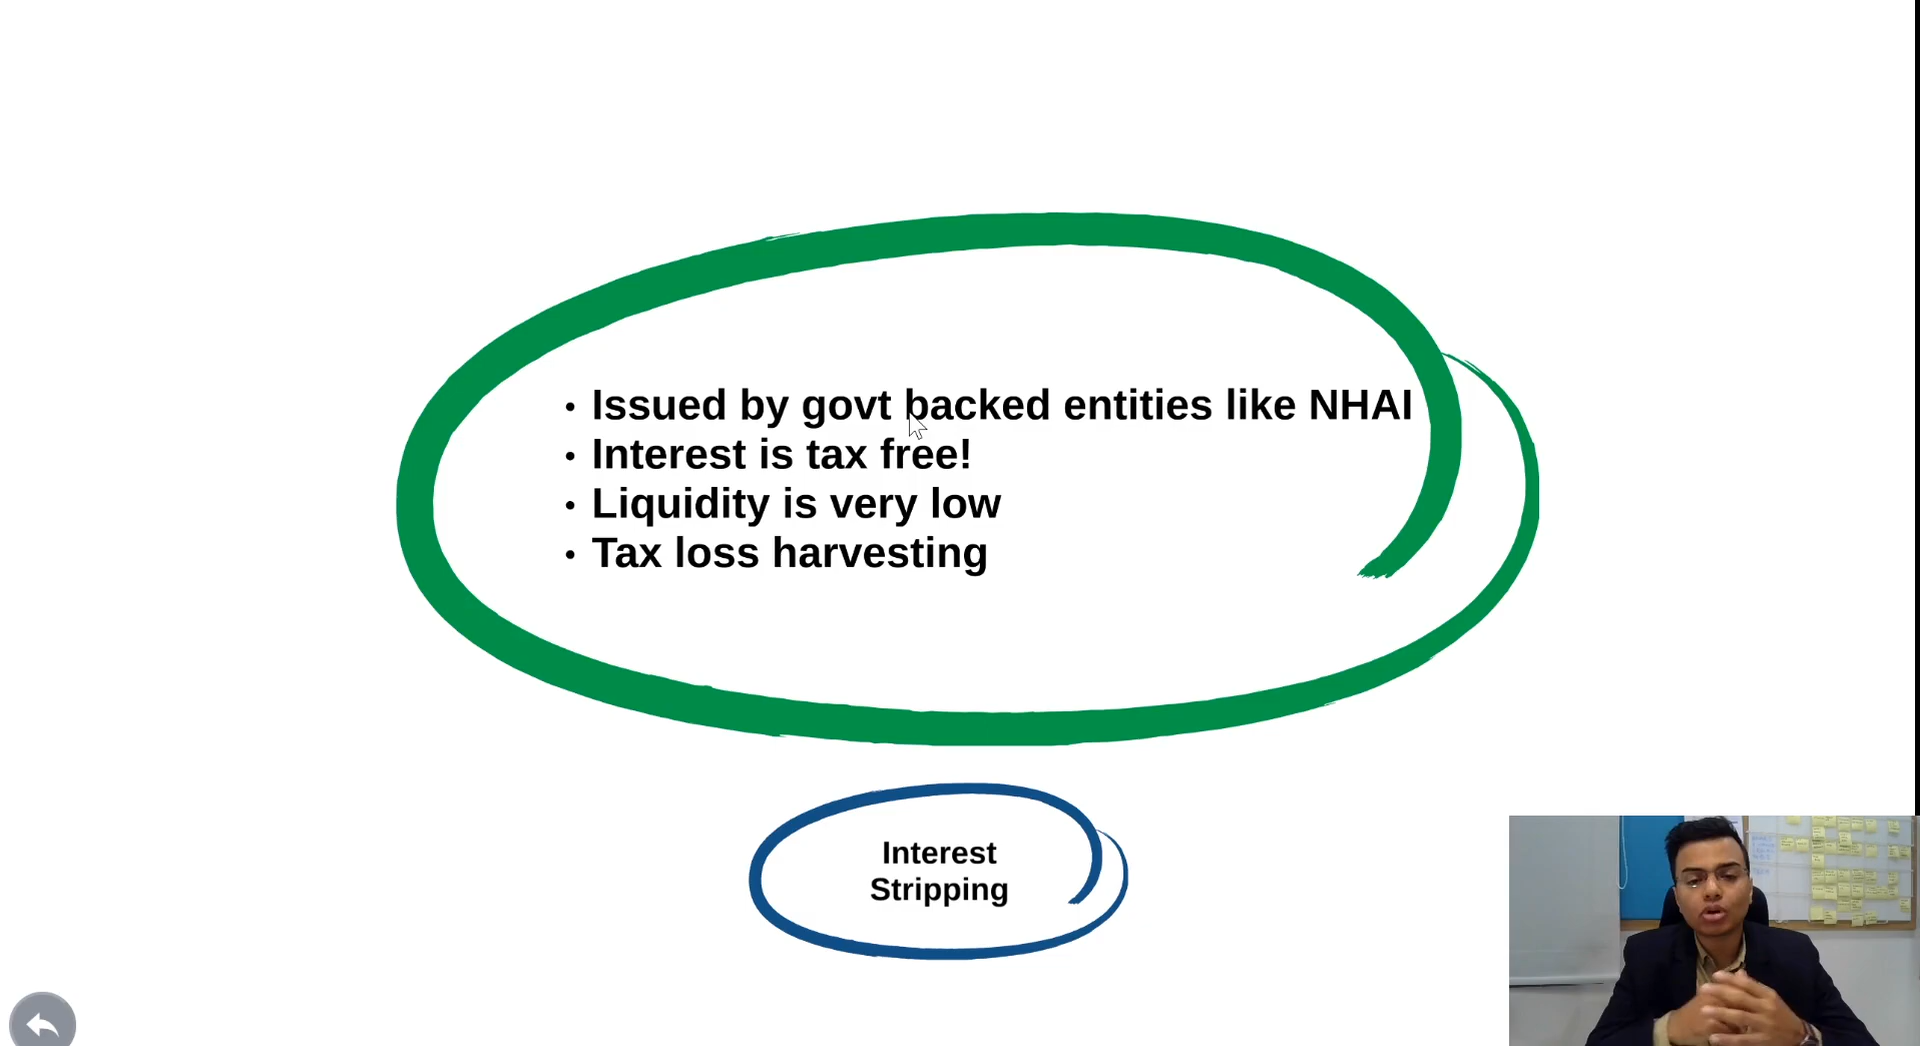 • Issued by govt backed entities like NHAI
• Interest is tax free!
• Liquidity is very low
• Tax loss harvesting
Interest
Stripping